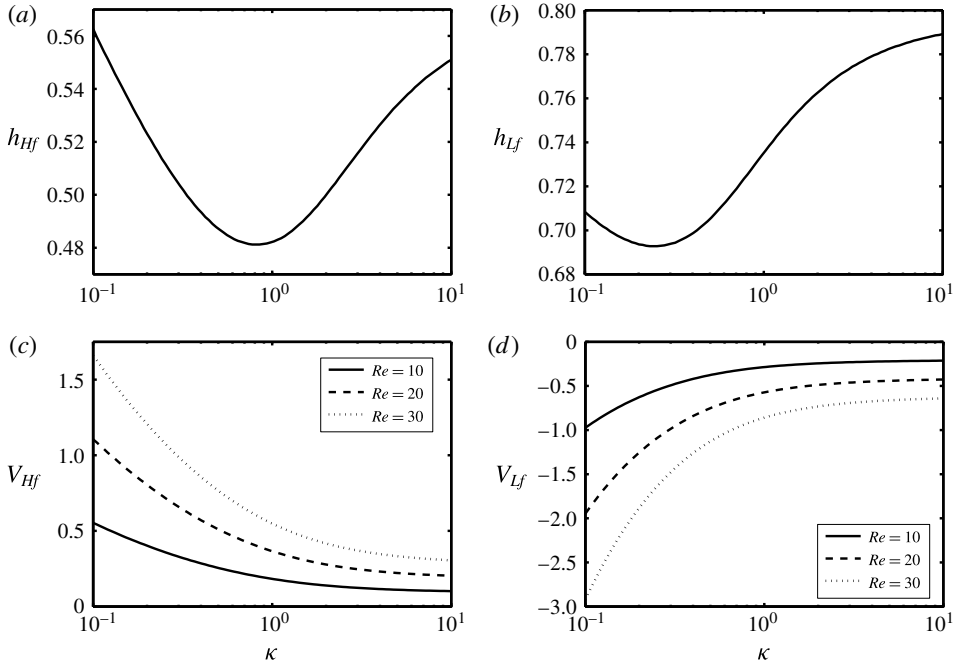 (a)
0.56
0.54
0.52
0.50
0.48
h_{Hf}
10^{-1}
10^{0}
10^{1}
(b)
0.80
0.78
0.76
0.74
0.72
0.70
0.68
h_{Lf}
10^{-1}
10^{0}
10^{1}
(c)
1.5
1.0
0.5
0
V_{Hf}
Re = 10
Re = 20
Re = 30
10^{-1}
10^{0}
10^{1}
κ
(d)
0
−0.5
−1.0
−1.5
−2.0
−2.5
−3.0
V_{Lf}
Re = 10
Re = 20
Re = 30
10^{-1}
10^{0}
10^{1}
κ